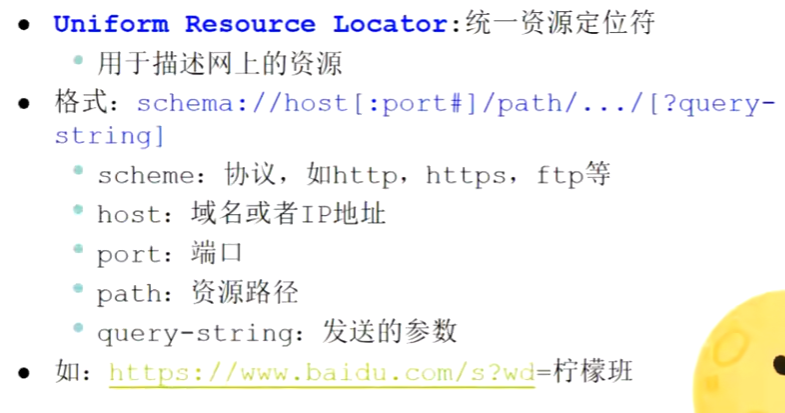 Uniform Resource Locator:统一资源定位符
用于描述网上的资源
格式：schema://host[:port#]/path/.../[?query-
string]
scheme：协议，如http，https，ftp等
host：域名或者IP地址
port：端口
path：资源路径
query-string：发送的参数
如：https://www.baidu.com/s?wd=柠檬班